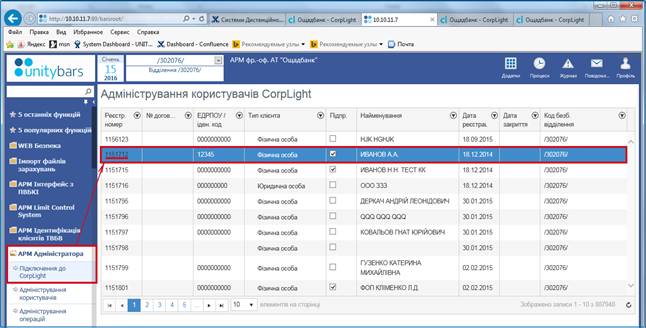 http://10.10.11.7:89/barsroot/
Системи Дистанційно...
Ощадбанк - CorpLight
10.10.11.7
Ощадбанк - CorpLight
Ощадбанк - CorpLight
Файл Правка Вид Избранное Сервис Справка
Яндекс msn System Dashboard - UNIT... Dashboard - Confluence Рекомендуемые узлы Рекомендуемые узлы Почта
unitybars
Січень
15
2016
/302076/
Відділення /302076/
АРМ фр.-оф. АТ "Ощадбанк"
Додатки Процеси Журнал Повідома... Профіль
5 останніх функцій
5 популярних функцій
WEB Безпека
Імпорт файлів
зарахувань
АРМ Інтерфейс з
ПВБКІ
АРМ Limit Control
System
АРМ Ідентифікація
клієнтів ТВБВ
АРМ Адміністратора
Підключення до
CorpLight
Адміністрування
користувачів
Адміністрування
операцій
Адміністрування користувачів CorpLight
Реєстр. номер № догов... ЕДРПОУ / іден. код Тип клієнта Підпр. Найменування Дата реєстрац. Дата закриття Код безб. відділення
1156123 0000000000 Фізична особа HJK HGHJK 18.09.2015 /302076/
1151212 12345 Фізична особа ИВАНОВ А.А. 18.12.2014 /302076/
1151715 0000000000 Фізична особа ИВАНОВ Н.Н. ТЕСТ КК 18.12.2014 /302076/
1151716 000000000 Юридична особа ООО 333 18.12.2014 /302076/
1151795 0000000000 Фізична особа ДЕРКАЧ АНДРІЙ ЛЕОНІДОВИЧ 30.01.2015 /302076/
1151796 0000000000 Фізична особа QQQ QQQ QQQ 30.01.2015 /302076/
1151797 0000000000 Фізична особа КОВАЛЬОВ ГНАТ ЮРІЙОВИЧ 30.01.2015 /302076/
1151798 Фізична особа 30.01.2015 /302076/
1151799 0000000000 Фізична особа ГУЗЕНКО КАТЕРИНА МИХАЙЛІВНА 02.02.2015 /302076/
1151801 0000000000 Фізична особа ФОП КЛІМЕНКО Л.Д. 02.02.2015 /302076/
1 2 3 4 5 ... 10 елементів на сторінці
Зображено записи 1 - 10 з 807948